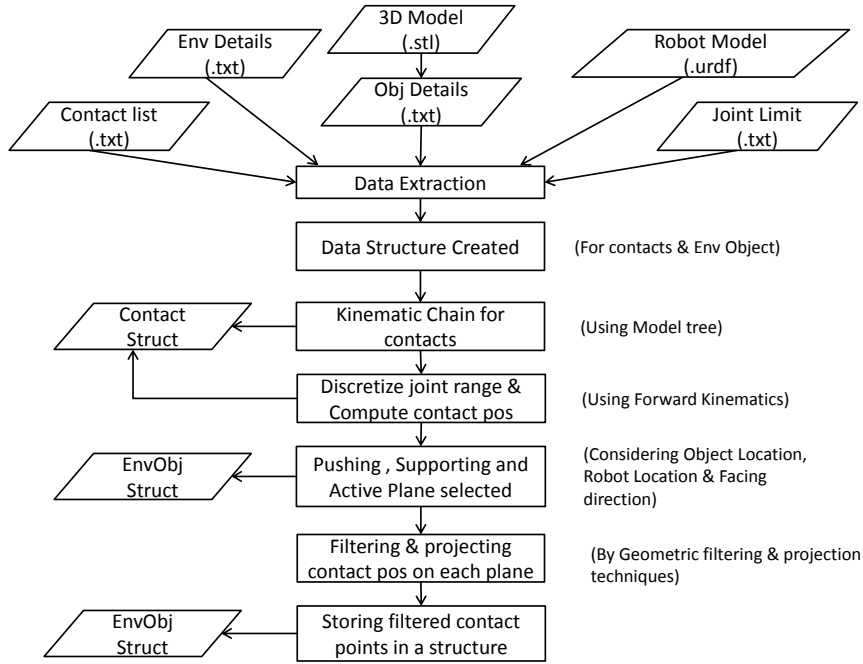 3D Model
(.stl)
Env Details
(.txt)
Robot Model
(.urdf)
Obj Details
(.txt)
Contact list
(.txt)
Joint Limit
(.txt)
Data Extraction
Data Structure Created
(For contacts & Env Object)
Contact
Struct
Kinematic Chain for
contacts
(Using Model tree)
Discretize joint range &
Compute contact pos
(Using Forward Kinematics)
EnvObj
Struct
Pushing , Supporting and
Active Plane selected
(Considering Object Location,
Robot Location & Facing
direction)
Filtering & projecting
contact pos on each plane
(By Geometric filtering & projection
techniques)
EnvObj
Struct
Storing filtered contact
points in a structure